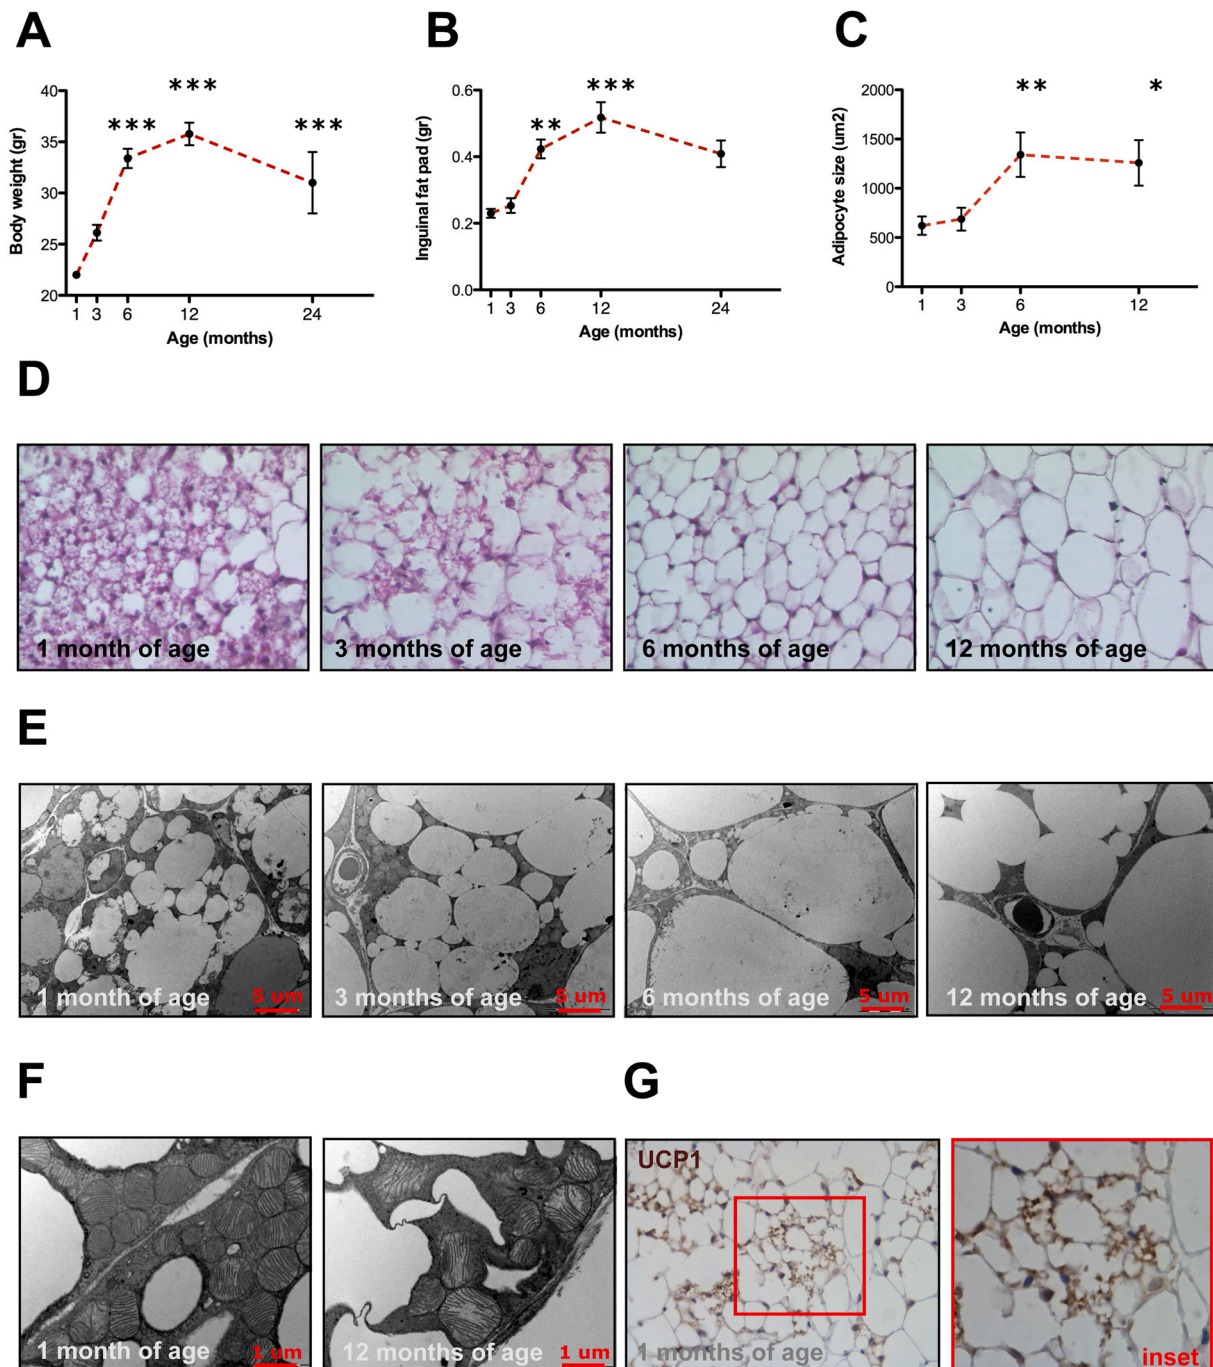 A
B
C
Body weight (gr)
40
35
30
25
20
***
***
***
1 3 6 12 24
Age (months)
Inguinal fat pad (gr)
0.6
0.4
0.2
0.0
**
***
1 3 6 12 24
Age (months)
Adipocyte size (um2)
2000
1500
1000
500
0
**
*
1 3 6 12
Age (months)
D
1 month of age
3 months of age
6 months of age
12 months of age
E
1 month of age
5 um
3 months of age
5 um
6 months of age
5 um
12 months of age
5 um
F
G
1 month of age
1 um
12 months of age
1 um
UCP1
1 months of age
inset